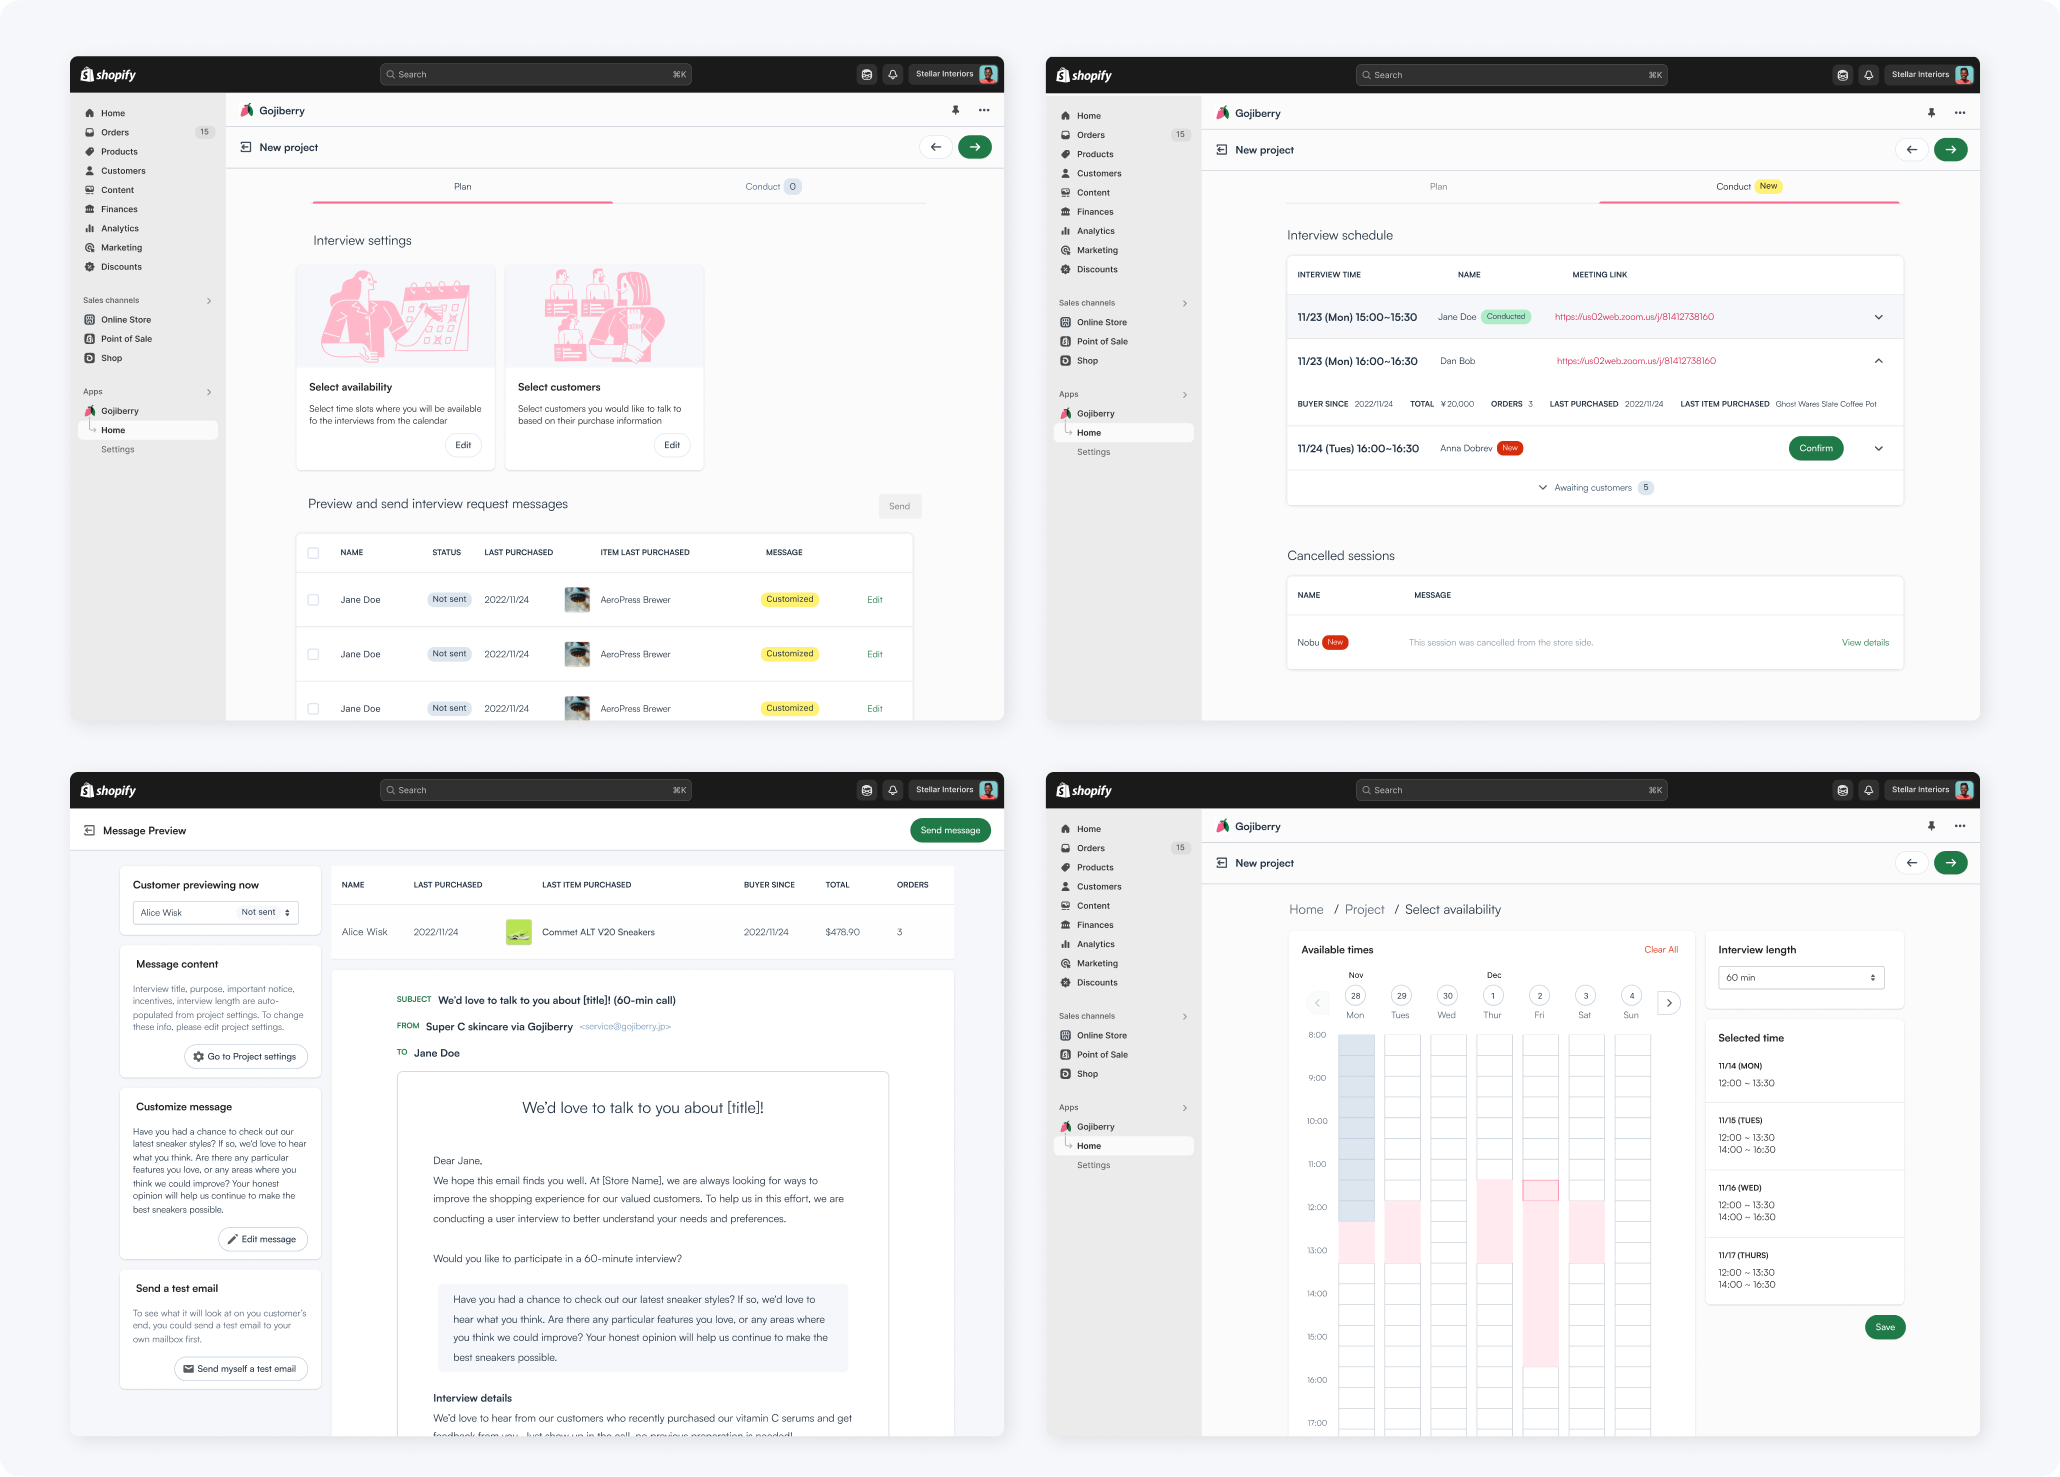 shopify
Search
⌘K
Stellar Interiors
Home
Orders
15
Products
Customers
Content
Finances
Analytics
Marketing
Discounts
Sales channels
Online Store
Point of Sale
Shop
Apps
Gojiberry
Home
Settings
Gojiberry
New project
Plan
Conduct 0
Interview settings
Select availability
Select time slots where you will be available
fo the interviews from the calendar
Edit
Select customers
Select customers you would like to talk to
based on their purchase information
Edit
Preview and send interview request messages
Send
NAME STATUS LAST PURCHASED ITEM LAST PURCHASED MESSAGE
Jane Doe Not sent 2022/11/24 AeroPress Brewer Customized Edit
Jane Doe Not sent 2022/11/24 AeroPress Brewer Customized Edit
Jane Doe Not sent 2022/11/24 AeroPress Brewer Customized Edit
shopify
Search
⌘K
Stellar Interiors
Home
Orders
15
Products
Customers
Content
Finances
Analytics
Marketing
Discounts
Sales channels
Online Store
Point of Sale
Shop
Apps
Gojiberry
Home
Settings
Gojiberry
New project
Plan
Conduct New
Interview schedule
INTERVIEW TIME NAME MEETING LINK
11/23 (Mon) 15:00~15:30 Jane Doe Conducted https://us02web.zoom.us/j/81412738160
11/23 (Mon) 16:00~16:30 Dan Bob https://us02web.zoom.us/j/81412738160
BUYER SINCE 2022/11/24 TOTAL ¥20,000 ORDERS 3 LAST PURCHASED 2022/11/24 LAST ITEM PURCHASED Ghost Wares Slate Coffee Pot
11/24 (Tues) 16:00~16:30 Anna Dobrev New Confirm
Awaiting customers 5
Cancelled sessions
NAME MESSAGE
Nobu New This session was cancelled from the store side. View details
shopify
Search
⌘K
Stellar Interiors
Message Preview
Send message
Customer previewing now
Alice Wisk Not sent
Message content
Interview title, purpose, important notice,
incentives, interview length are auto-
populated from project settings. To change
these info, please edit project settings.
Go to Project settings
Customize message
Have you had a chance to check out our
latest sneaker styles? If so, we'd love to hear
what you think. Are there any particular
features you love, or any areas where you
think we could improve? Your honest
opinion will help us continue to make the
best sneakers possible.
Edit message
Send a test email
To see what it will look at on you customer's
end, you could send a test email to your
own mailbox first.
Send myself a test email
NAME LAST PURCHASED LAST ITEM PURCHASED BUYER SINCE TOTAL ORDERS
Alice Wisk 2022/11/24 Commet ALT V20 Sneakers 2022/11/24 $478.90 3
SUBJECT We'd love to talk to you about [title]! (60-min call)
FROM Super C skincare via Gojiberry <service@gojiberry.jp>
TO Jane Doe
We'd love to talk to you about [title]!
Dear Jane,
We hope this email finds you well. At [Store Name], we are always looking for ways to
improve the shopping experience for our valued customers. To help us in this effort, we are
conducting a user interview to better understand your needs and preferences.
Would you like to participate in a 60-minute interview?
Have you had a chance to check out our latest sneaker styles? If so, we'd love to
hear what you think. Are there any particular features you love, or any areas where
you think we could improve? Your honest opinion will help us continue to make the
best sneakers possible.
Interview details
We'd love to hear from our customers who recently purchased our vitamin C serums and get
feedback from you. Just show up in the call, no previous preparation is needed!
shopify
Search
⌘K
Stellar Interiors
Home
Orders
15
Products
Customers
Content
Finances
Analytics
Marketing
Discounts
Sales channels
Online Store
Point of Sale
Shop
Apps
Gojiberry
Home
Settings
Gojiberry
New project
Home / Project / Select availability
Available times
Clear All
Nov Dec
28 29 30 1 2 3 4
Mon Tues Wed Thur Fri Sat Sun
8:00
9:00
10:00
11:00
12:00
13:00
14:00
15:00
16:00
17:00
Interview length
60 min
Selected time
11/14 (MON)
12:00 ~ 13:30
11/15 (TUES)
12:00 ~ 13:30
14:00 ~ 16:30
11/16 (WED)
12:00 ~ 13:30
14:00 ~ 16:30
11/17 (THURS)
12:00 ~ 13:30
14:00 ~ 16:30
Save